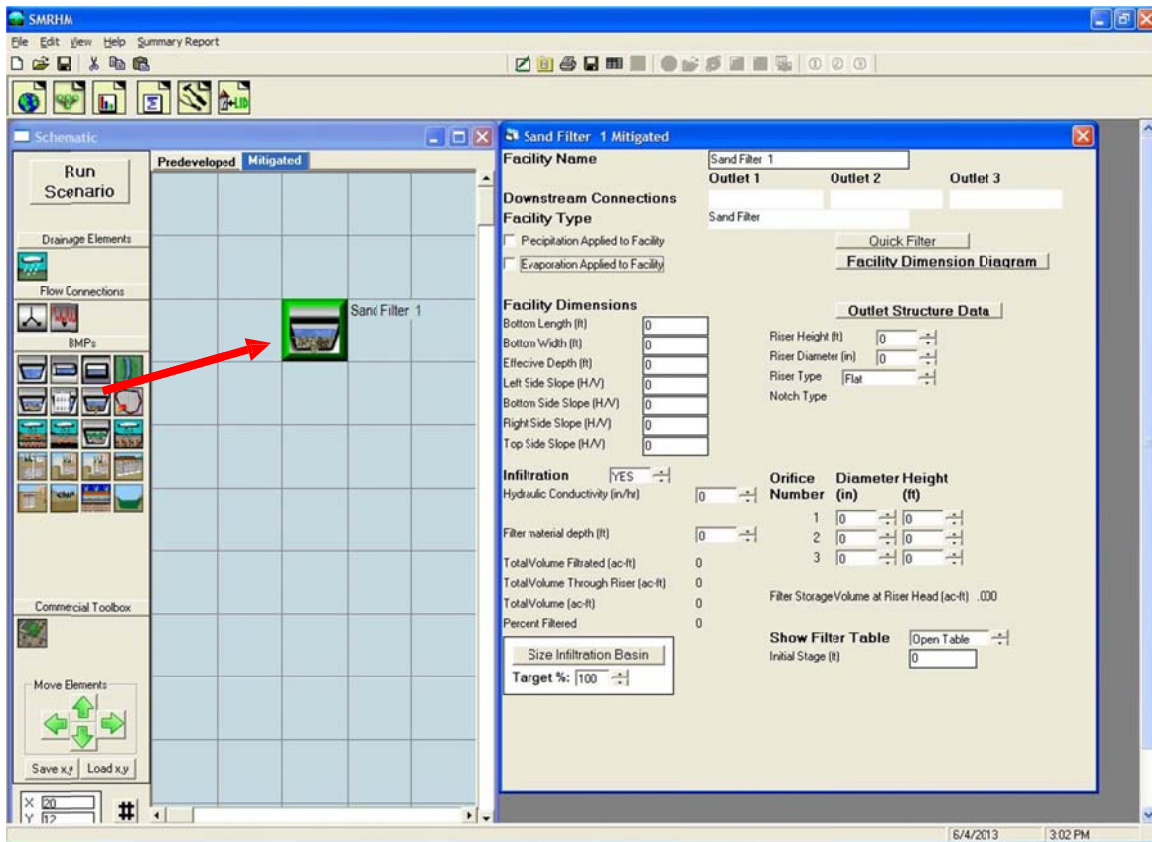 SMRHM
File Edit View Help Summary Report
Schematic
Run
Scenario
Predeveloped Mitigated
Drainage Elements
Flow Connections
BMPs
Sand Filter 1
Commercial Toolbox
Move Elements
Save x,y Load x,y
X 20
Y 12
#
Sand Filter 1 Mitigated
Facility Name Sand Filter 1
Outlet 1 Outlet 2 Outlet 3
Downstream Connections
Facility Type Sand Filter
Pecipitation Applied to Facility Quick Filter
Evaporation Applied to Facility Facility Dimension Diagram
Facility Dimensions Outlet Structure Data
Bottom Length (ft) 0
Bottom Width (ft) 0
Effective Depth (ft) 0
Left Side Slope (H/V) 0
Bottom Side Slope (H/V) 0
Right Side Slope (H/V) 0
Top Side Slope (H/V) 0
Riser Height (ft) 0
Riser Diameter (in) 0
Riser Type Flat
Notch Type
Infiltration YES
Hydraulic Conductivity (in/hr) 0
Filter material depth (ft) 0
Total Volume Filtrated (ac-ft) 0
Total Volume Through Riser (ac-ft) 0
Total Volume (ac-ft) 0
Percent Filtered 0
Size Infiltration Basin
Target %: 100
Orifice Diameter Height
Number (in) (ft)
1 0 0
2 0 0
3 0 0
Filter Storage Volume at Riser Head (ac-ft) .000
Show Filter Table Open Table
Initial Stage (ft) 0
6/4/2013 3:02 PM